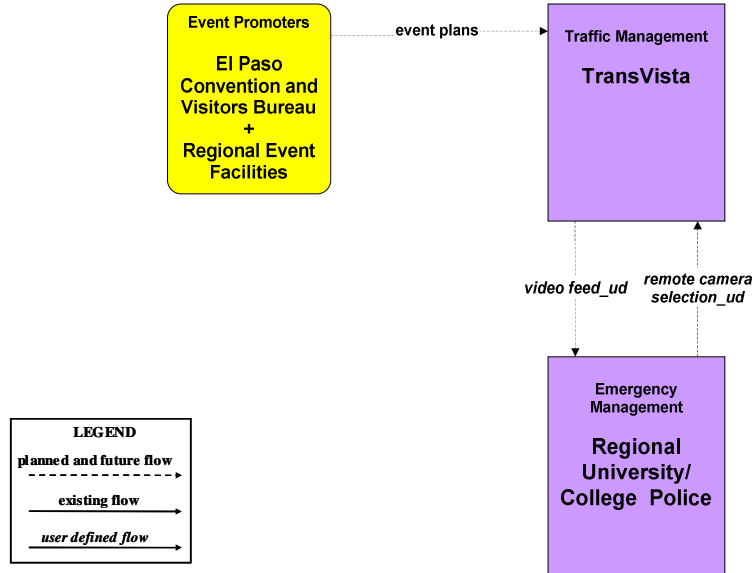 Event Promoters
El Paso
Convention and
Visitors Bureau
+
Regional Event
Facilities
event plans
Traffic Management
TransVista
video feed_ud
remote camera
selection_ud
Emergency
Management
Regional
University/
College Police
LEGEND
planned and future flow
existing flow
user defined flow